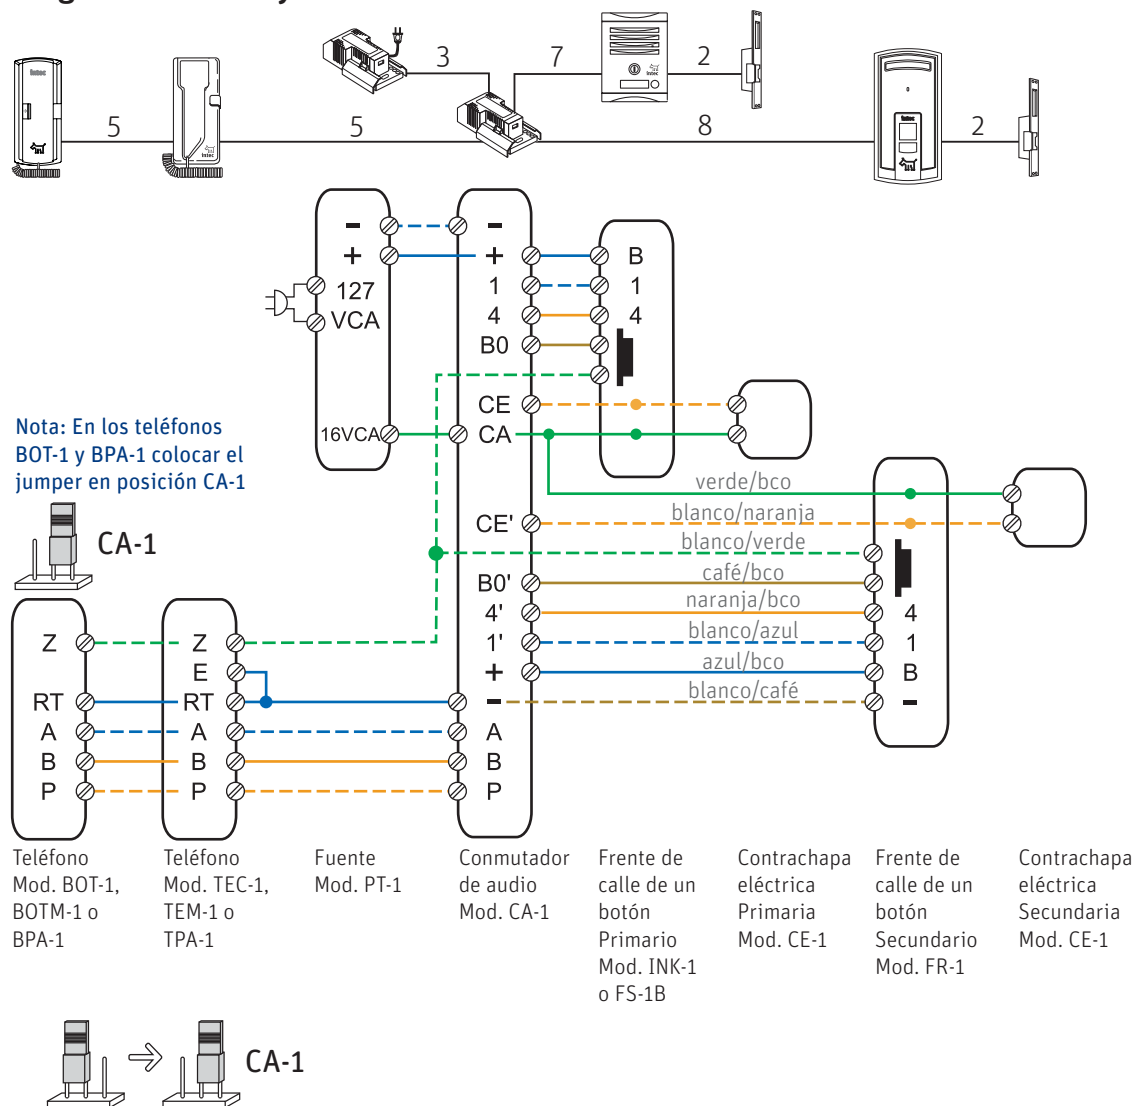 3
7
2
5
5
8
2
intec
intec
intec
intec
-
+
127
VCA
16VCA
-
+
1
4
B0
CE
CA
CE'
B0'
4'
1'
+
-
A
B
P
B
1
4
Nota: En los teléfonos
BOT-1 y BPA-1 colocar el
jumper en posición CA-1
CA-1
verde/bco
blanco/naranja
blanco/verde
café/bco
naranja/bco
blanco/azul
azul/bco
blanco/café
4
1
B
-
Z
RT
A
B
P
Z
E
RT
A
B
P
Teléfono
Mod. BOT-1,
BOTM-1 o
BPA-1
Teléfono
Mod. TEC-1,
TEM-1 o
TPA-1
Fuente
Mod. PT-1
Conmutador
de audio
Mod. CA-1
Frente de
calle de un
botón
Primario
Mod. INK-1
o FS-1B
Contrachapa
eléctrica
Primaria
Mod. CE-1
Frente de
calle de un
botón
Secundario
Mod. FR-1
Contrachapa
eléctrica
Secundaria
Mod. CE-1
CA-1